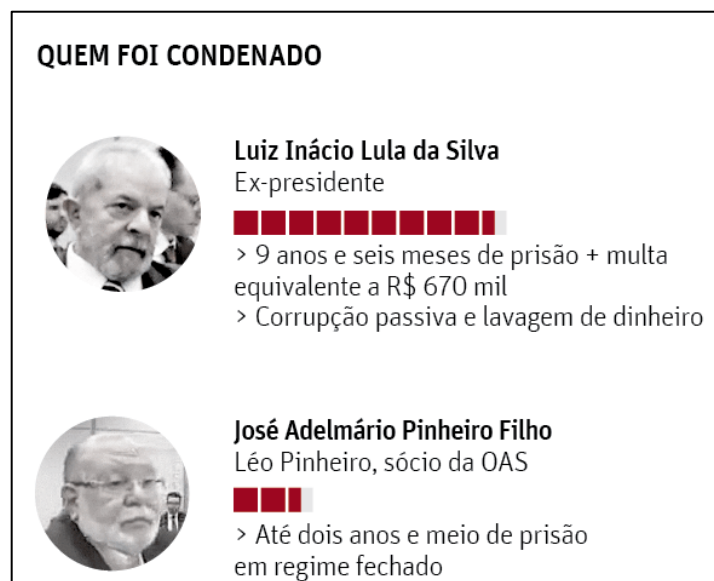 QUEM FOI CONDENADO
Luiz Inácio Lula da Silva
Ex-presidente
> 9 anos e seis meses de prisão + multa
equivalente a R$ 670 mil
> Corrupção passiva e lavagem de dinheiro
José Adelmário Pinheiro Filho
Léo Pinheiro, sócio da OAS
> Até dois anos e meio de prisão
em regime fechado